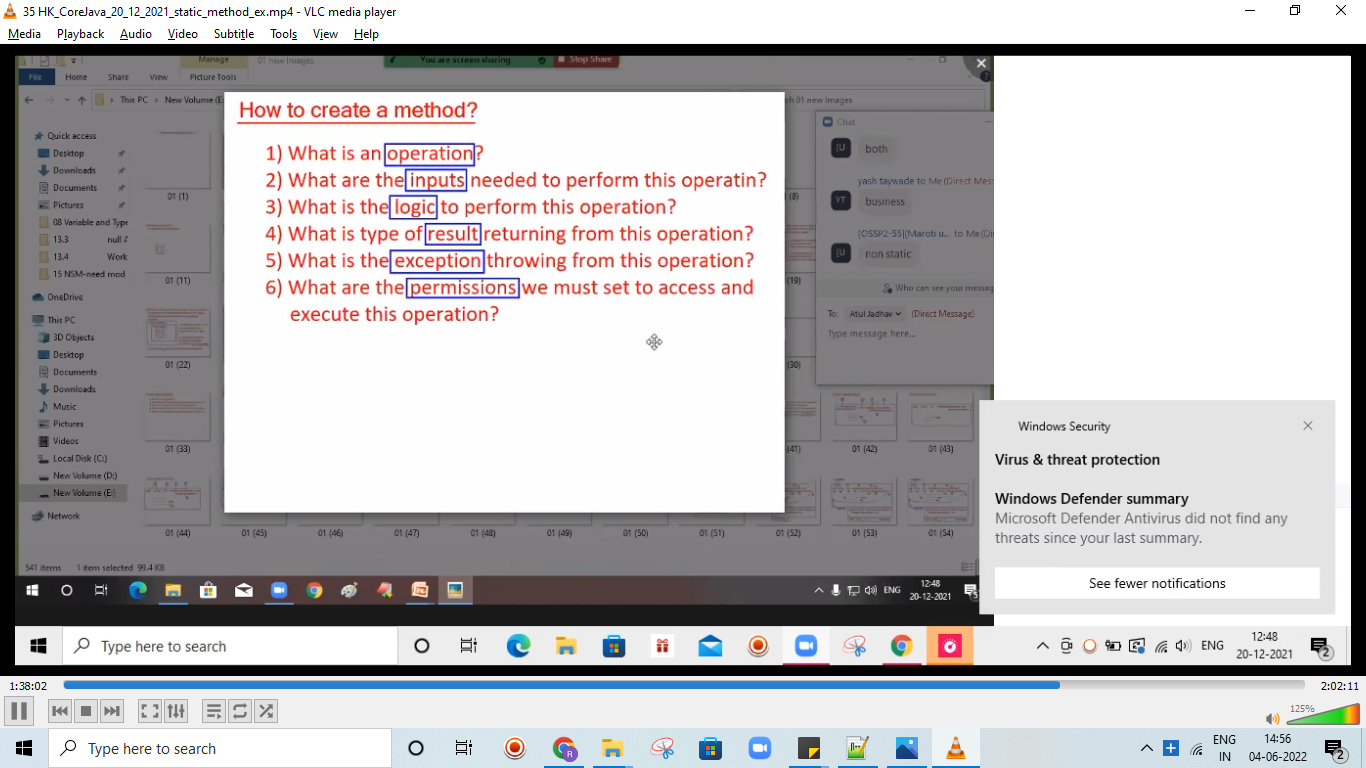 35 HK_CoreJava_20_12_2021_static_method_ex.mp4 - VLC media player
Media Playback Audio Video Subtitle Tools View Help
Manage 01 new Images You are screen sharing Stop Share
File Home Share View Picture Tools
This PC > New Volume (E: ch 01 new Images
How to create a method?
1) What is an operation?
2) What are the inputs needed to perform this operatin?
3) What is the logic to perform this operation?
4) What is type of result returning from this operation?
5) What is the exception throwing from this operation?
6) What are the permissions we must set to access and
execute this operation?
Quick access
Desktop
Downloads
Documents
Pictures
08 Variable and Type
13.3 null
13.4 Work
15 NSM-need mod
OneDrive
This PC
3D Objects
Desktop
Documents
Downloads
Music
Pictures
Videos
Local Disk (C:)
New Volume (D:)
New Volume (E:)
Network
01 (1)
01 (11)
01 (22)
01 (33)
(8)
(19)
(30)
(41) 01 (42) 01 (43)
01 (44) 01 (45) 01 (46) 01 (47) 01 (48) 01 (49) 01 (50) 01 (51) 01 (52) 01 (53) 01 (54)
541 items 1 item selected 99.4 KB
Chat
[U both
yash taywade to Me (Direct Mess
YT business
[OSSP2-55][Maroti u... to Me (Di
[U non static
Who can see your messag
To: Atul Jadhav (Direct Message)
Type message here...
Windows Security
Virus & threat protection
Windows Defender summary
Microsoft Defender Antivirus did not find any
threats since your last summary.
See fewer notifications
ENG 12:48
20-12-2021
Type here to search ENG 12:48
20-12-2021 2
1:38:02 2:02:11
125%
Type here to search ENG 14:56
IN 04-06-2022 2